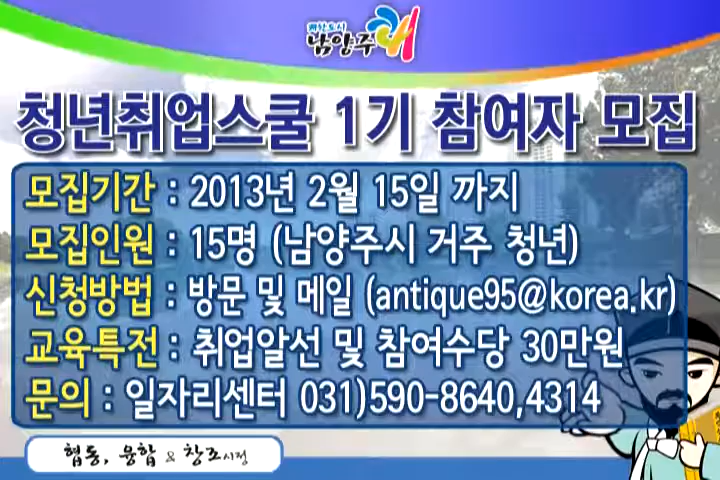 쾌한도시
남양주
청년취업스쿨 1기 참여자 모집
모집기간 : 2013년 2월 15일 까지
모집인원 : 15명 (남양주시 거주 청년)
신청방법 : 방문 및 메일 (antique95@korea.kr)
교육특전 : 취업알선 및 참여수당 30만원
문의 : 일자리센터 031)590-8640,4314
협동, 융합 & 창조시정